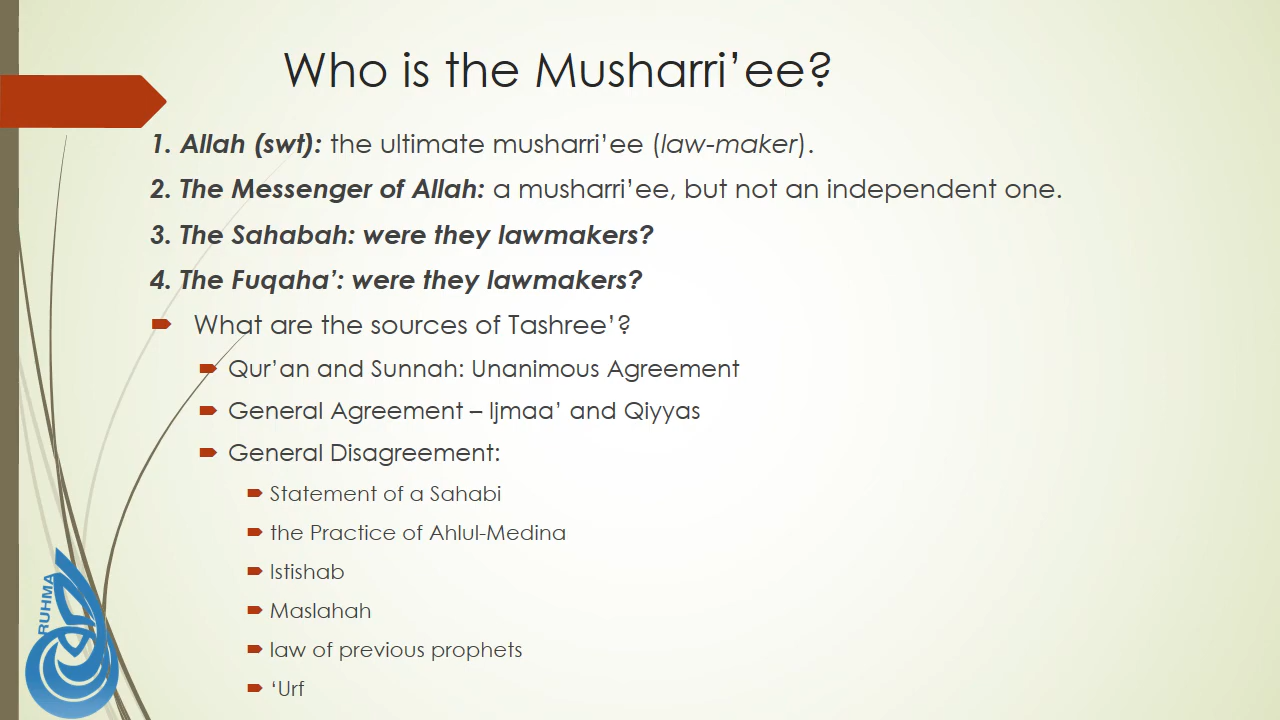 Who is the Musharri’ee?
1. Allah (swt): the ultimate musharri’ee (law-maker).
2. The Messenger of Allah: a musharri’ee, but not an independent one.
3. The Sahabah: were they lawmakers?
4. The Fuqaha’: were they lawmakers?
What are the sources of Tashree’?
Qur’an and Sunnah: Unanimous Agreement
General Agreement – Ijmaa’ and Qiyyas
General Disagreement:
Statement of a Sahabi
the Practice of Ahlul-Medina
Istishab
Maslahah
law of previous prophets
‘Urf
RUHMA